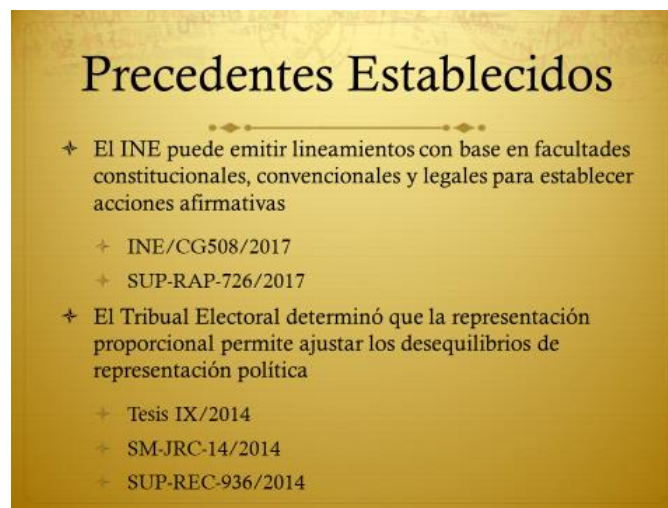 Precedentes Establecidos
El INE puede emitir lineamientos con base en facultades
constitucionales, convencionales y legales para establecer
acciones afirmativas
INE/CG508/2017
SUP-RAP-726/2017
El Tribual Electoral determinó que la representación
proporcional permite ajustar los desequilibrios de
representación política
Tesis IX/2014
SM-JRC-14/2014
SUP-REC-936/2014